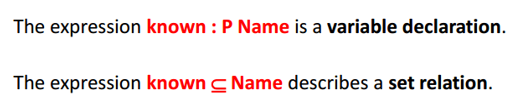 The expression known : P Name is a variable declaration.
The expression known ⊆ Name describes a set relation.